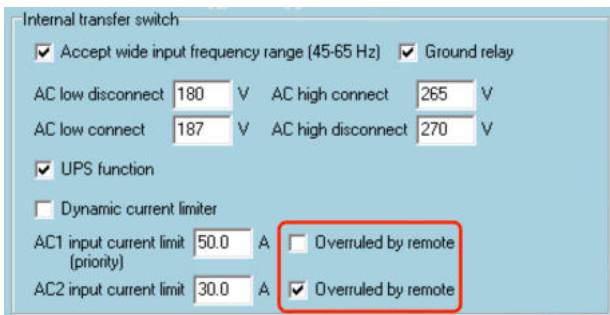 Internal transfer switch
Accept wide input frequency range (45-65 Hz) Ground relay
AC low disconnect 180 V AC high connect 265 V
AC low connect 187 V AC high disconnect 270 V
UPS function
Dynamic current limiter
AC1 input current limit 50.0 A Overruled by remote
(priority)
AC2 input current limit 30.0 A Overruled by remote